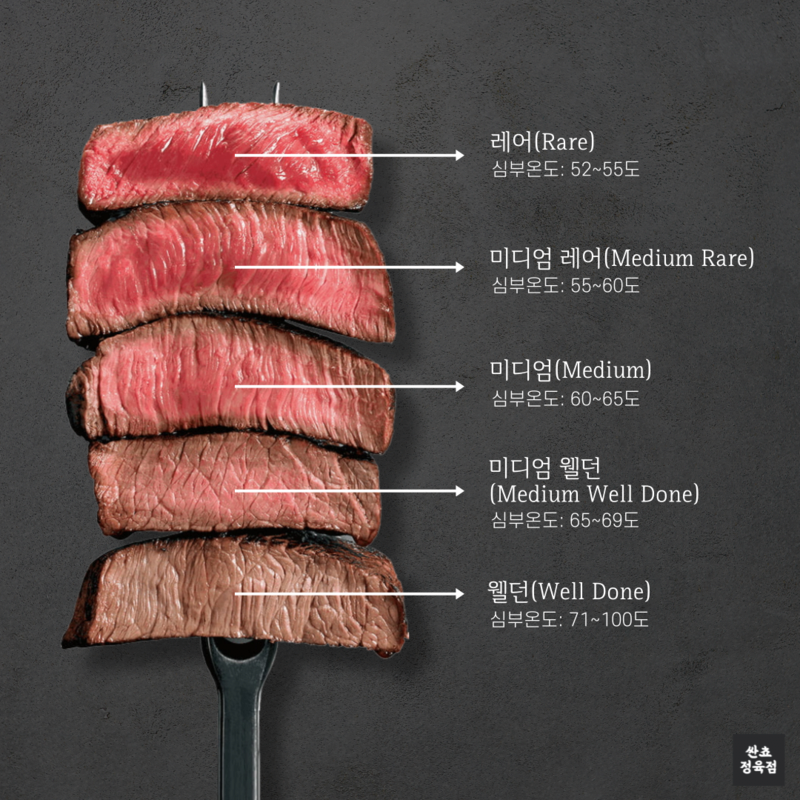 레어(Rare)
심부온도: 52~55도
미디엄 레어(Medium Rare)
심부온도: 55~60도
미디엄(Medium)
심부온도: 60~65도
미디엄 웰던
(Medium Well Done)
심부온도: 65~69도
웰던(Well Done)
심부온도: 71~100도
싼쵸
정육점